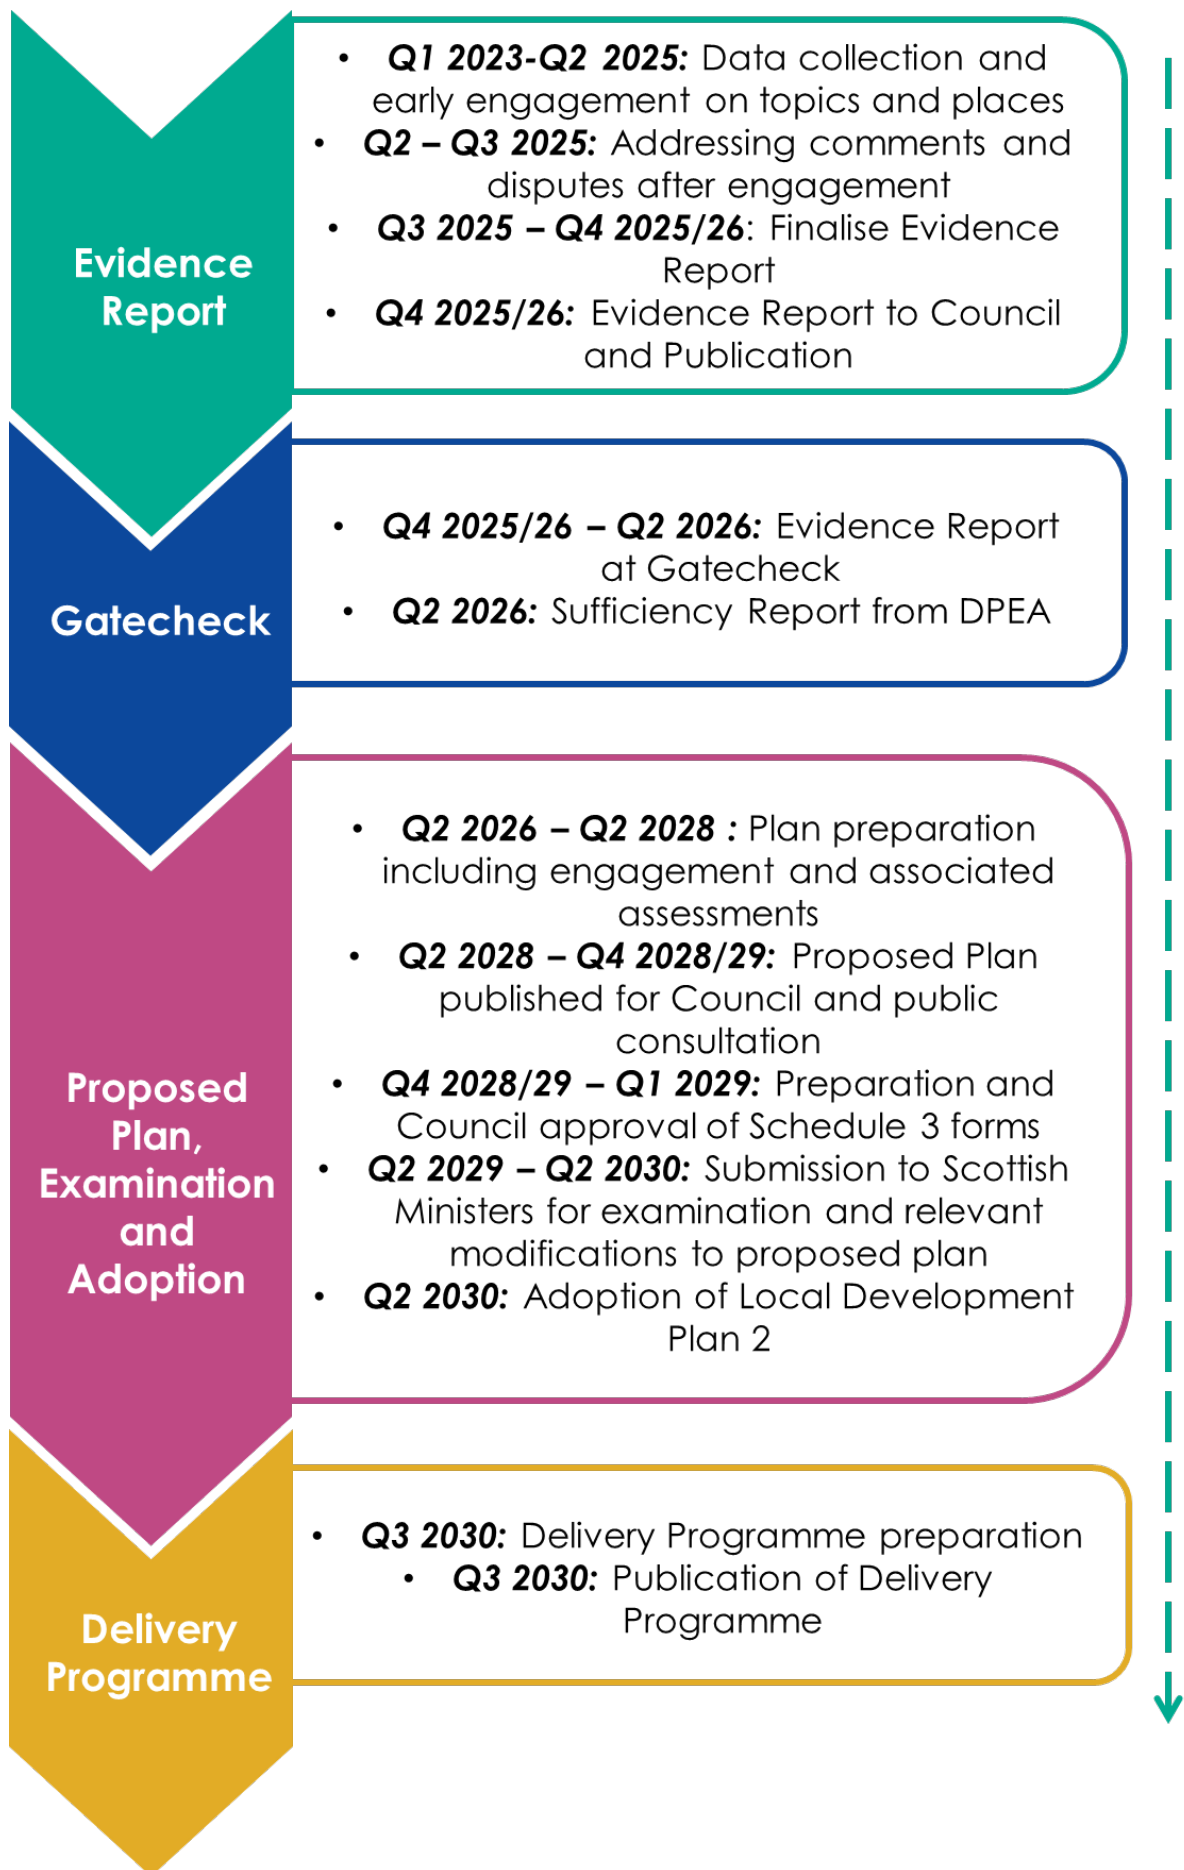 Evidence
Report
• Q1 2023-Q2 2025: Data collection and
early engagement on topics and places
• Q2 – Q3 2025: Addressing comments and
disputes after engagement
• Q3 2025 – Q4 2025/26: Finalise Evidence
Report
• Q4 2025/26: Evidence Report to Council
and Publication
Gatecheck
• Q4 2025/26 – Q2 2026: Evidence Report
at Gatecheck
• Q2 2026: Sufficiency Report from DPEA
Proposed
Plan,
Examination
and
Adoption
• Q2 2026 – Q2 2028 : Plan preparation
including engagement and associated
assessments
• Q2 2028 – Q4 2028/29: Proposed Plan
published for Council and public
consultation
• Q4 2028/29 – Q1 2029: Preparation and
Council approval of Schedule 3 forms
• Q2 2029 – Q2 2030: Submission to Scottish
Ministers for examination and relevant
modifications to proposed plan
• Q2 2030: Adoption of Local Development
Plan 2
Delivery
Programme
• Q3 2030: Delivery Programme preparation
• Q3 2030: Publication of Delivery
Programme